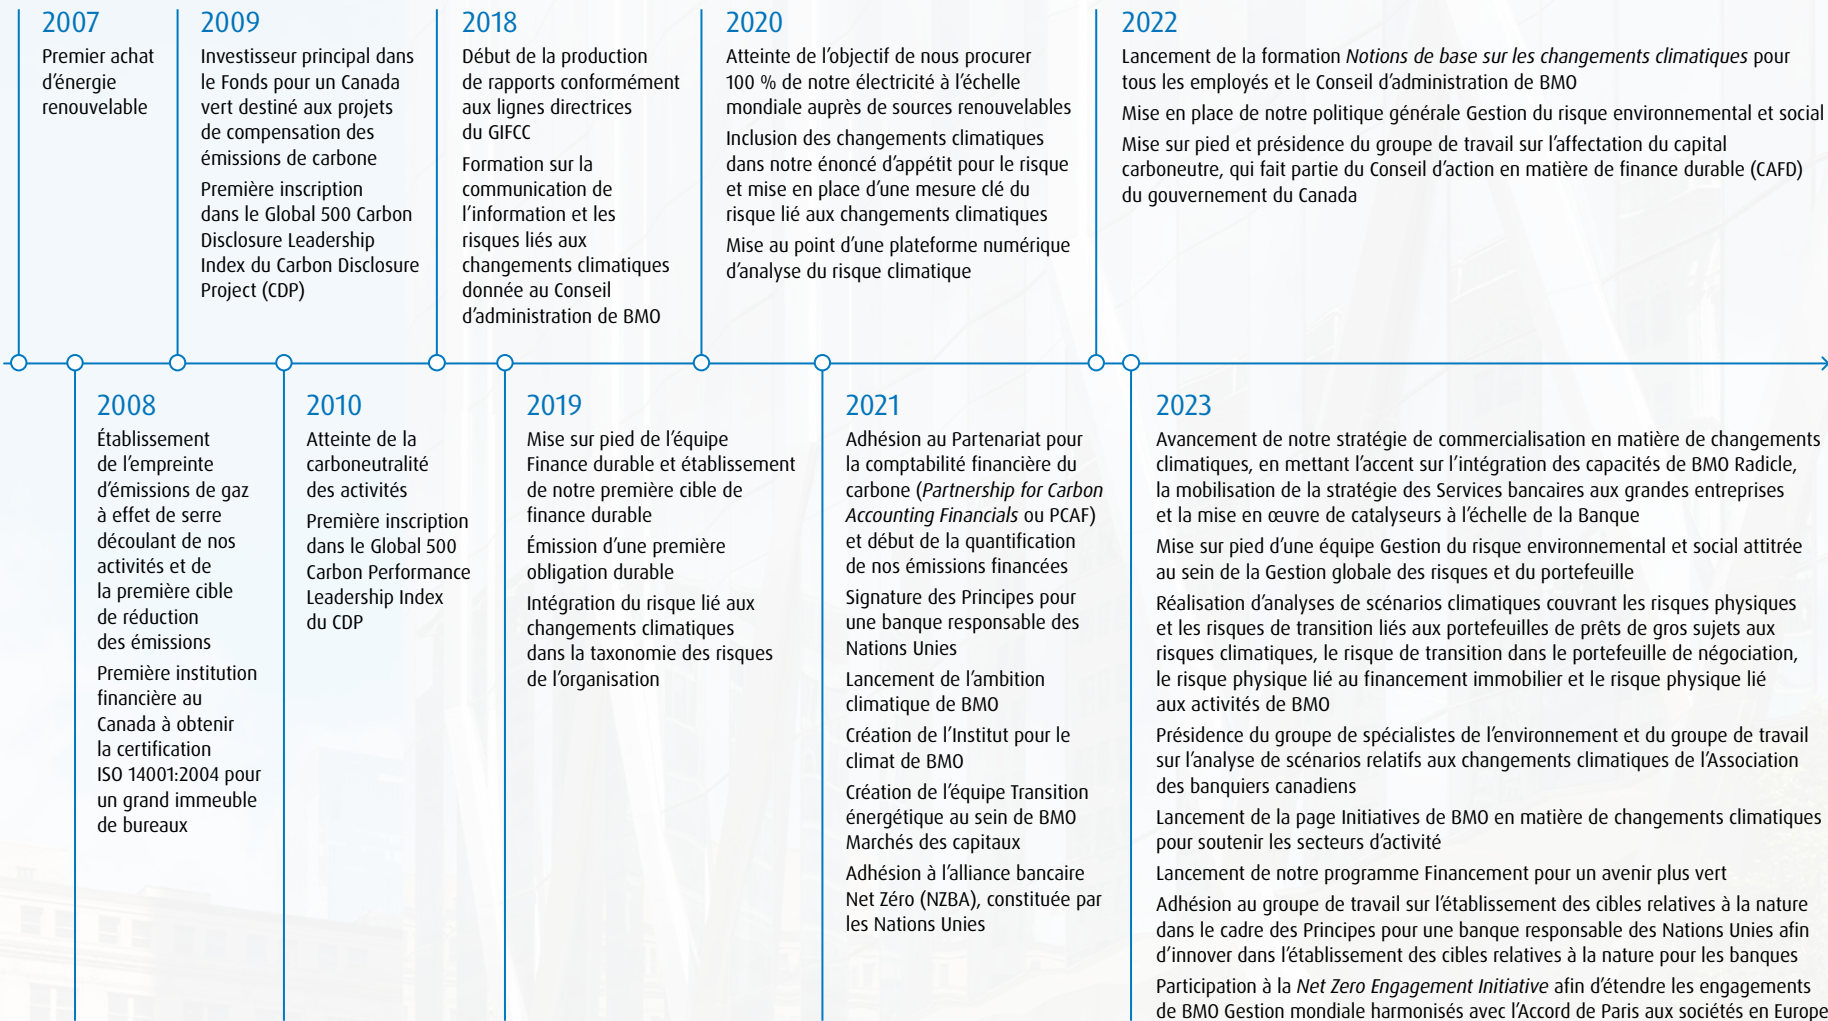 2007
Premier achat
d’énergie
renouvelable
2009
Investisseur principal dans
le Fonds pour un Canada
vert destiné aux projets
de compensation des
émissions de carbone
Première inscription
dans le Global 500 Carbon
Disclosure Leadership
Index du Carbon Disclosure
Project (CDP)
2018
Début de la production
de rapports conformément
aux lignes directrices
du GIFCC
Formation sur la
communication de
l’information et les
risques liés aux
changements climatiques
donnée au Conseil
d’administration de BMO
2020
Atteinte de l’objectif de nous procurer
100 % de notre électricité à l’échelle
mondiale auprès de sources renouvelables
Inclusion des changements climatiques
dans notre énoncé d’appétit pour le risque
et mise en place d’une mesure clé du
risque lié aux changements climatiques
Mise au point d’une plateforme numérique
d’analyse du risque climatique
2022
Lancement de la formation Notions de base sur les changements climatiques pour
tous les employés et le Conseil d’administration de BMO
Mise en place de notre politique générale Gestion du risque environnemental et social
Mise sur pied et présidence du groupe de travail sur l’affectation du capital
carboneutre, qui fait partie du Conseil d’action en matière de finance durable (CAFD)
du gouvernement du Canada
2008
Établissement
de l’empreinte
d’émissions de gaz
à effet de serre
découlant de nos
activités et de
la première cible
de réduction
des émissions
Première institution
financière au
Canada à obtenir
la certification
ISO 14001:2004 pour
un grand immeuble
de bureaux
2010
Atteinte de la
carboneutralité
des activités
Première inscription
dans le Global 500
Carbon Performance
Leadership Index
du CDP
2019
Mise sur pied de l’équipe
Finance durable et établissement
de notre première cible de
finance durable
Émission d’une première
obligation durable
Intégration du risque lié aux
changements climatiques
dans la taxonomie des risques
de l’organisation
2021
Adhésion au Partenariat pour
la comptabilité financière du
carbone (Partnership for Carbon
Accounting Financials ou PCAF)
et début de la quantification
de nos émissions financées
Signature des Principes pour
une banque responsable des
Nations Unies
Lancement de l’ambition
climatique de BMO
Création de l’Institut pour le
climat de BMO
Création de l’équipe Transition
énergétique au sein de BMO
Marchés des capitaux
Adhésion à l’alliance bancaire
Net Zéro (NZBA), constituée par
les Nations Unies
2023
Avancement de notre stratégie de commercialisation en matière de changements
climatiques, en mettant l’accent sur l’intégration des capacités de BMO Radicle,
la mobilisation de la stratégie des Services bancaires aux grandes entreprises
et la mise en œuvre de catalyseurs à l’échelle de la Banque
Mise sur pied d’une équipe Gestion du risque environnemental et social attitrée
au sein de la Gestion globale des risques et du portefeuille
Réalisation d’analyses de scénarios climatiques couvrant les risques physiques
et les risques de transition liés aux portefeuilles de prêts de gros sujets aux
risques climatiques, le risque de transition dans le portefeuille de négociation,
le risque physique lié au financement immobilier et le risque physique lié
aux activités de BMO
Présidence du groupe de spécialistes de l’environnement et du groupe de travail
sur l’analyse de scénarios relatifs aux changements climatiques de l’Association
des banquiers canadiens
Lancement de la page Initiatives de BMO en matière de changements climatiques
pour soutenir les secteurs d’activité
Lancement de notre programme Financement pour un avenir plus vert
Adhésion au groupe de travail sur l’établissement des cibles relatives à la nature
dans le cadre des Principes pour une banque responsable des Nations Unies afin
d’innover dans l’établissement des cibles relatives à la nature pour les banques
Participation à la Net Zero Engagement Initiative afin d’étendre les engagements
de BMO Gestion mondiale harmonisés avec l’Accord de Paris aux sociétés en Europe